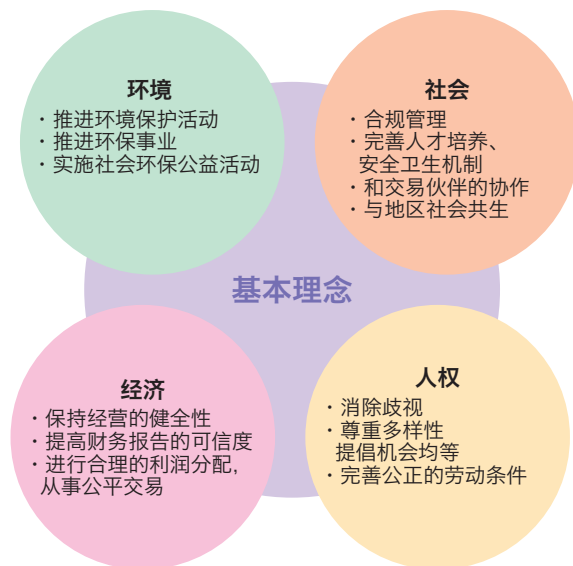 环境
・推进环境保护活动
・推进环保事业
・实施社会环保公益活动
社会
・合规管理
・完善人才培养、
安全卫生机制
・和交易伙伴的协作
・与地区社会共生
基本理念
经济
・保持经营的健全性
・提高财务报告的可信度
・进行合理的利润分配,
从事公平交易
人权
・消除歧视
・尊重多样性
提倡机会均等
・完善公正的劳动条件